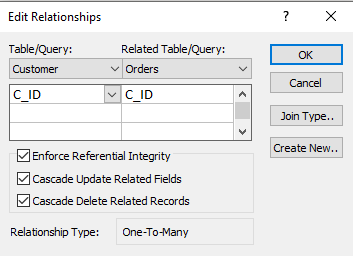 Edit Relationships
Table/Query: Related Table/Query:
Customer Orders
C_ID C_ID
Enforce Referential Integrity
Cascade Update Related Fields
Cascade Delete Related Records
Relationship Type: One-To-Many
OK
Cancel
Join Type..
Create New..